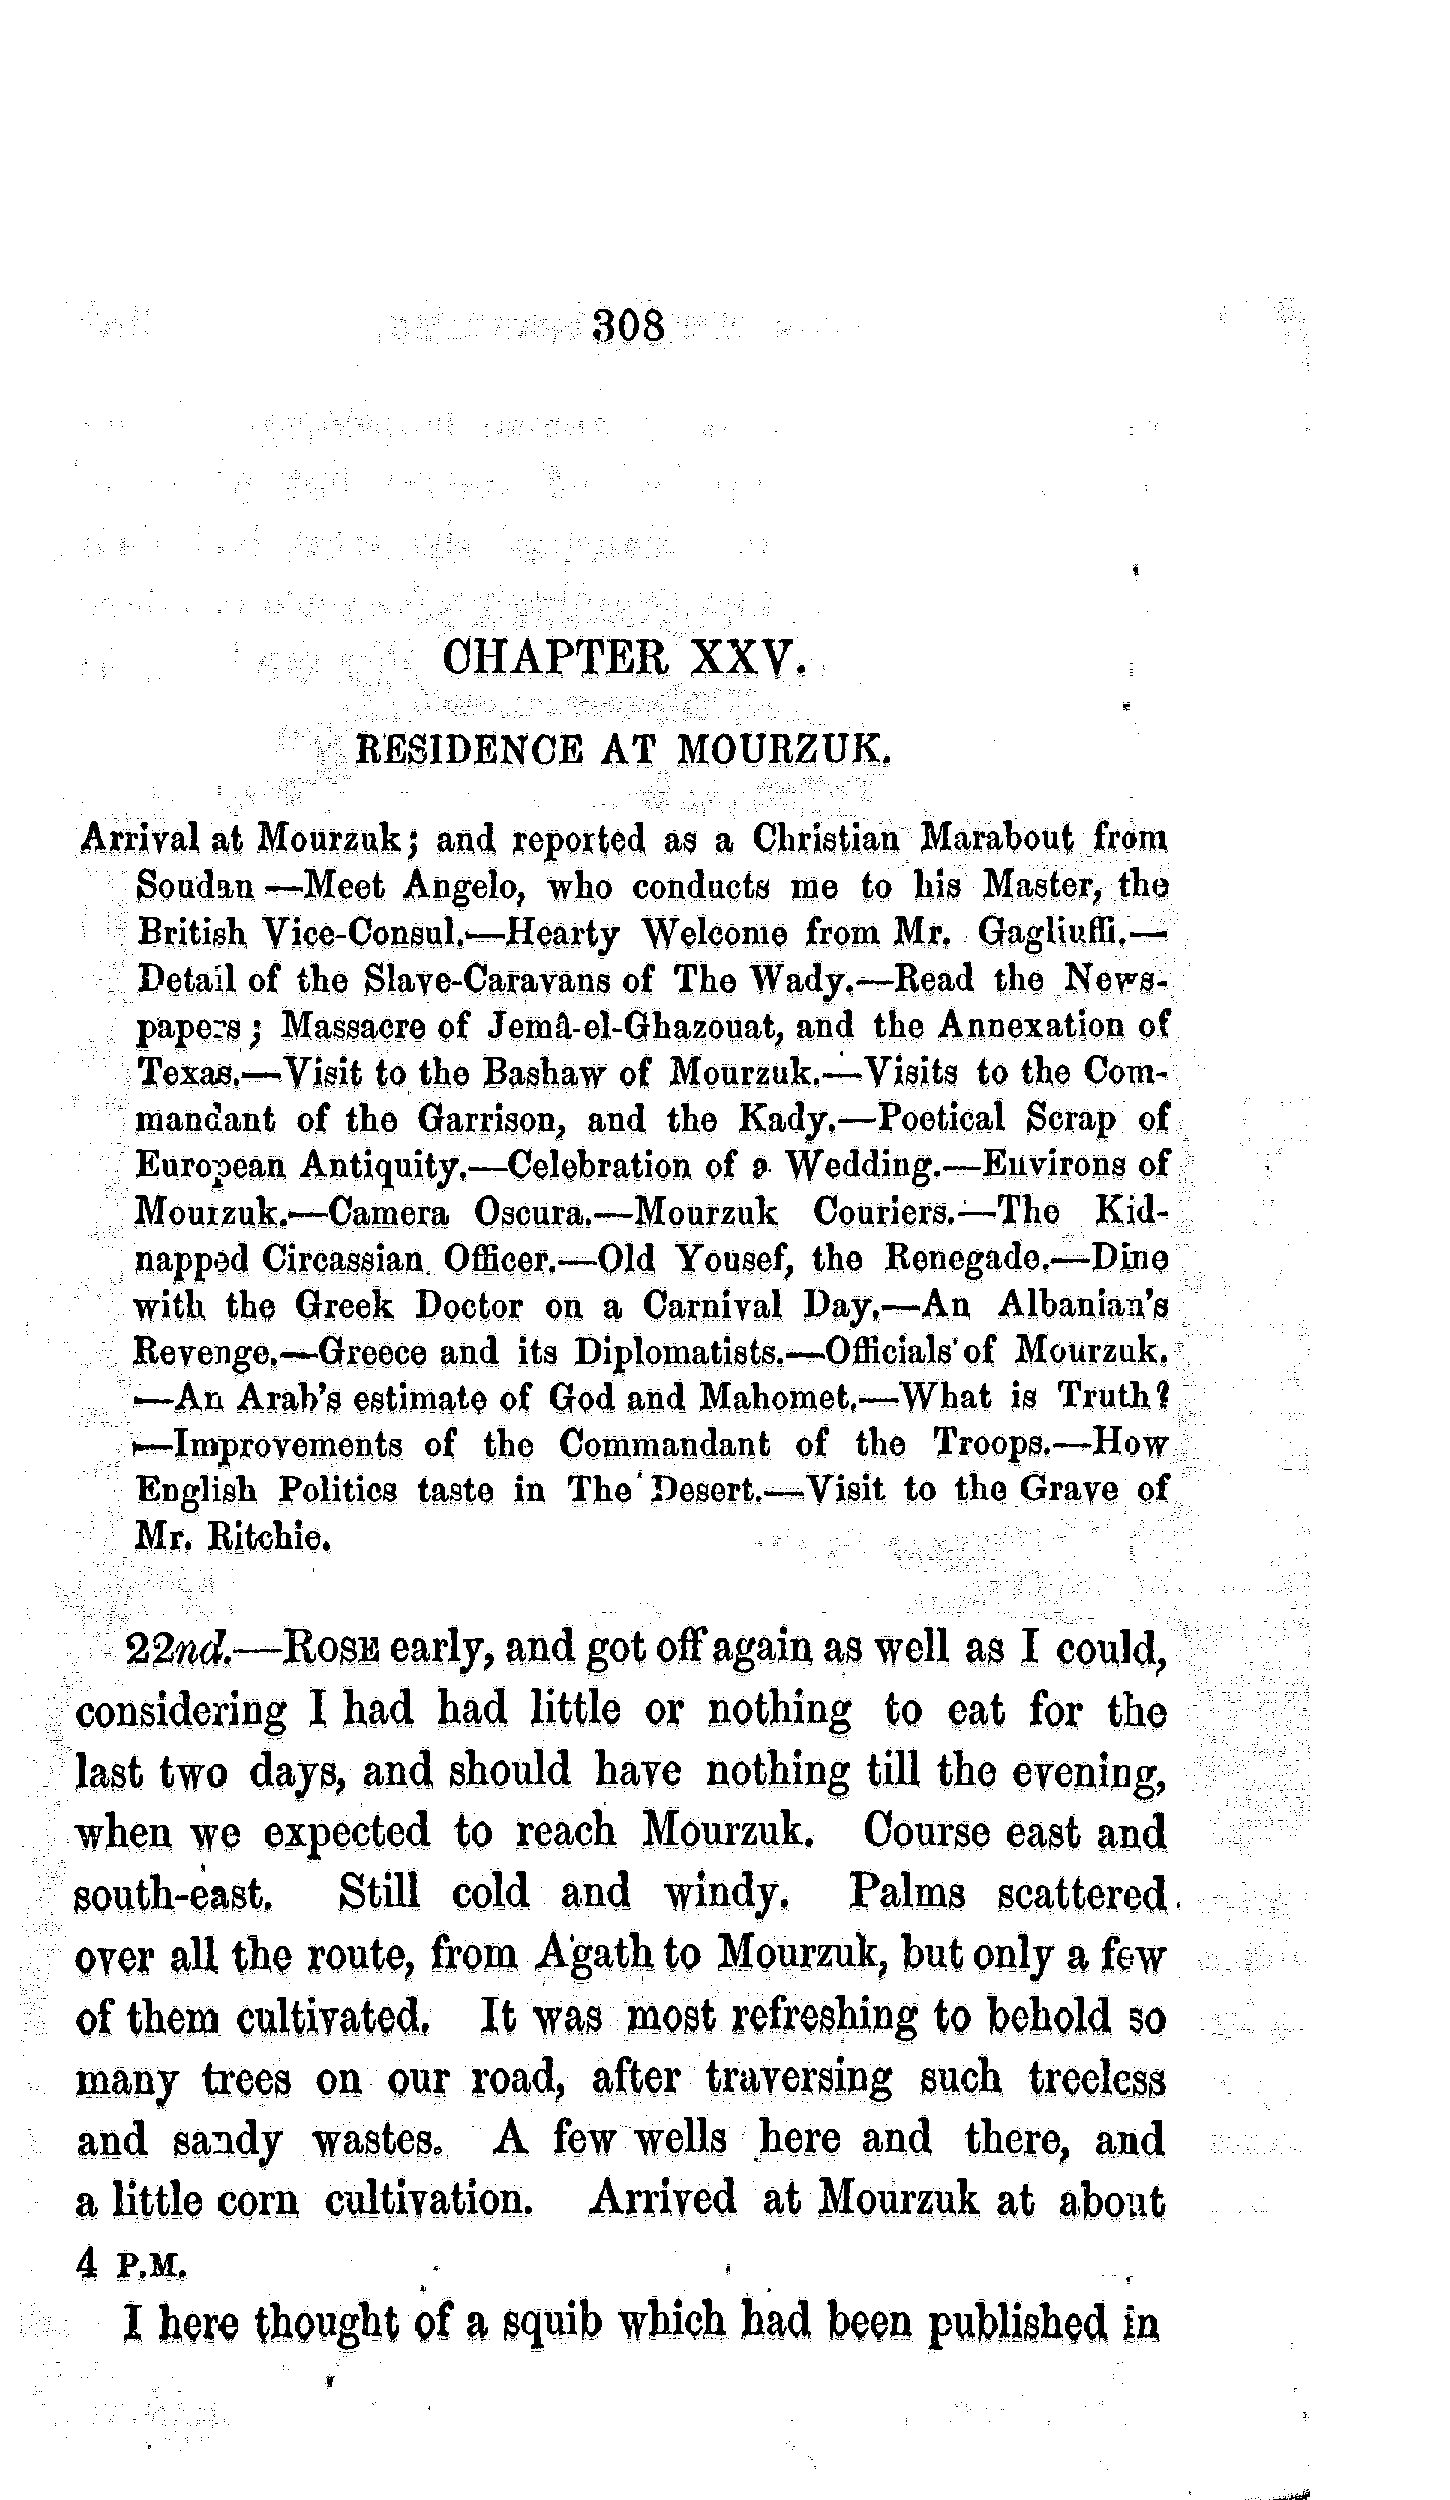 308
CHAPTER XXV.
RESIDENCE AT MOURZUK.
Arrival at Mourzuk; and reported as a Christian Marabout from
Soudan—Meet Angelo, who conducts me to his Master, the
British Vice-Consul.—Hearty Welcome from Mr. Gagliuffi.—
Detail of the Slave-Caravans of The Wady.—Read the News-
papers; Massacre of Jemâ-el-Ghazouat, and the Annexation of
Texas.—Visit to the Bashaw of Mourzuk.—Visits to the Com-
mandant of the Garrison, and the Kady.—Poetical Scrap of
European Antiquity.—Celebration of a Wedding.—Environs of
Mourzuk.—Camera Oscura.—Mourzuk Couriers.—The Kid-
napped Circassian Officer.—Old Yousef, the Renegade.—Dine
with the Greek Doctor on a Carnival Day.—An Albanian's
Revenge.—Greece and its Diplomatists.—Officials of Mourzuk.
—An Arab's estimate of God and Mahomet.—What is Truth?
—Improvements of the Commandant of the Troops.—How
English Politics taste in The Desert.—Visit to the Grave of
Mr. Ritchie.
22nd.—ROSE early, and got off again as well as I could,
considering I had had little or nothing to eat for the
last two days, and should have nothing till the evening,
when we expected to reach Mourzuk. Course east and
south-east. Still cold and windy. Palms scattered
over all the route, from Agath to Mourzuk, but only a few
of them cultivated. It was most refreshing to behold so
many trees on our road, after traversing such treeless
and sandy wastes. A few wells here and there, and
a little corn cultivation. Arrived at Mourzuk at about
4 P.M.
I here thought of a squib which had been published in